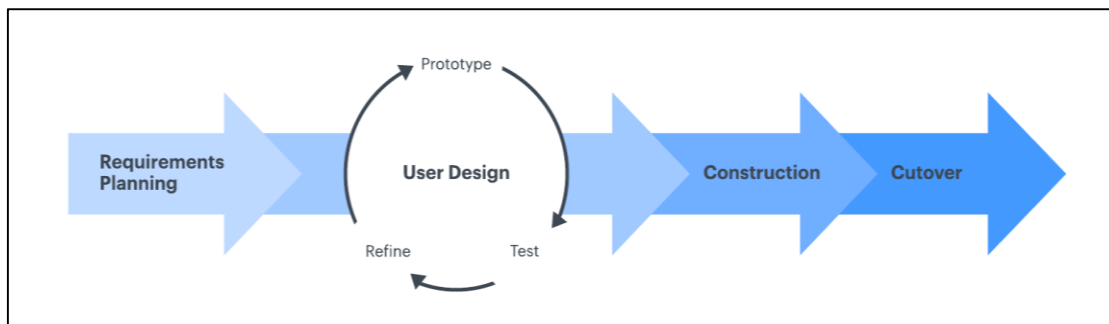 Prototype
Requirements
Planning
User Design
Construction
Cutover
Refine
Test